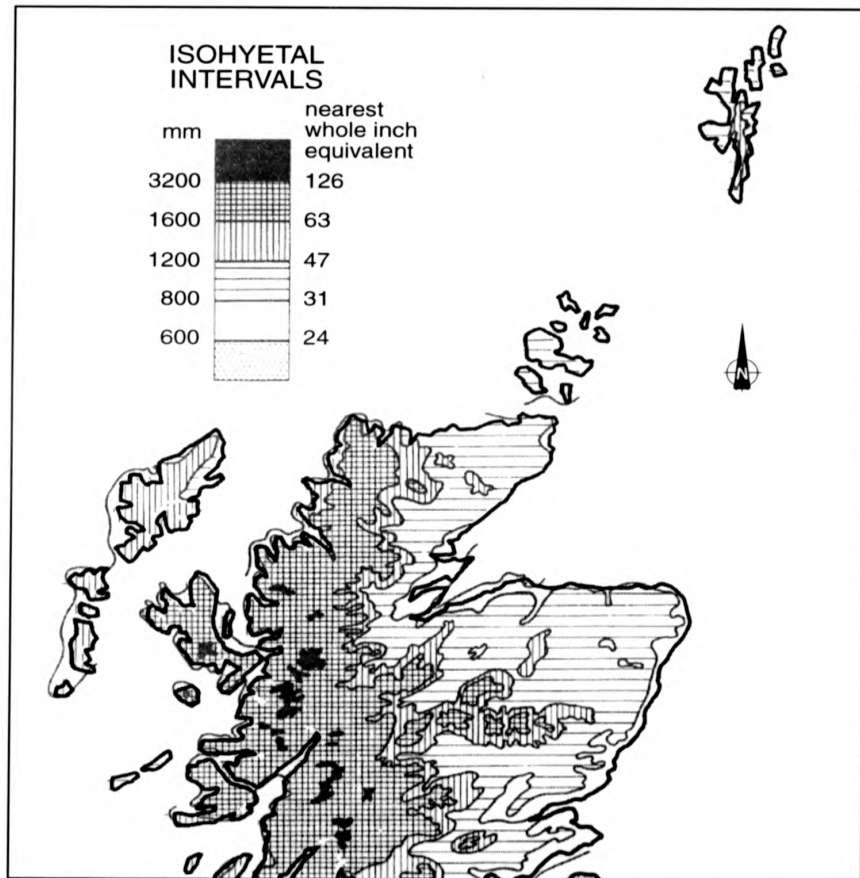 ISOHYETAL
INTERVALS
mm
nearest
whole inch
equivalent
3200 126
1600 63
1200 47
800 31
600 24
N